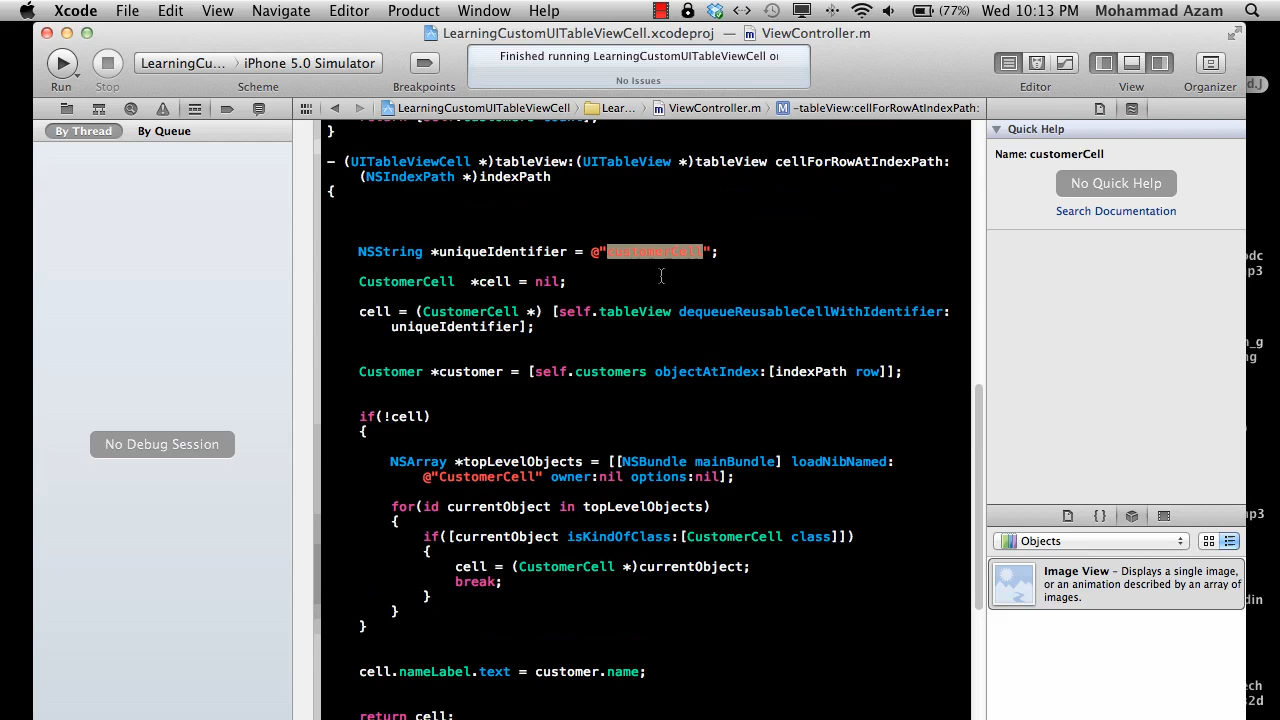 Xcode File Edit View Navigate Editor Product Window Help (77%) Wed 10:13 PM Mohammad Azam
LearningCustomUITableViewCell.xcodeproj — ViewController.m
LearningCu... iPhone 5.0 Simulator
Finished running LearningCustomUITableViewCell or
No Issues
Run Stop Scheme Breakpoints Editor View Organizer
LearningCustomUITableViewCell Lear... ViewController.m M -tableView:cellForRowAtIndexPath:
By Thread By Queue
No Debug Session
}
- (UITableViewCell *)tableView:(UITableView *)tableView cellForRowAtIndexPath:
(NSIndexPath *)indexPath
{
NSString *uniqueIdentifier = @"customerCell";
CustomerCell *cell = nil;
cell = (CustomerCell *) [self.tableView dequeueReusableCellWithIdentifier:
uniqueIdentifier];
Customer *customer = [self.customers objectAtIndex:[indexPath row]];
if(!cell)
{
NSArray *topLevelObjects = [[NSBundle mainBundle] loadNibNamed:
@"CustomerCell" owner:nil options:nil];
for(id currentObject in topLevelObjects)
{
if([currentObject isKindOfClass:[CustomerCell class]])
{
cell = (CustomerCell *)currentObject;
break;
}
}
}
cell.nameLabel.text = customer.name;
return cell;
Quick Help
Name: customerCell
No Quick Help
Search Documentation
{ }
Objects
Image View – Displays a single image,
or an animation described by an array of
images.